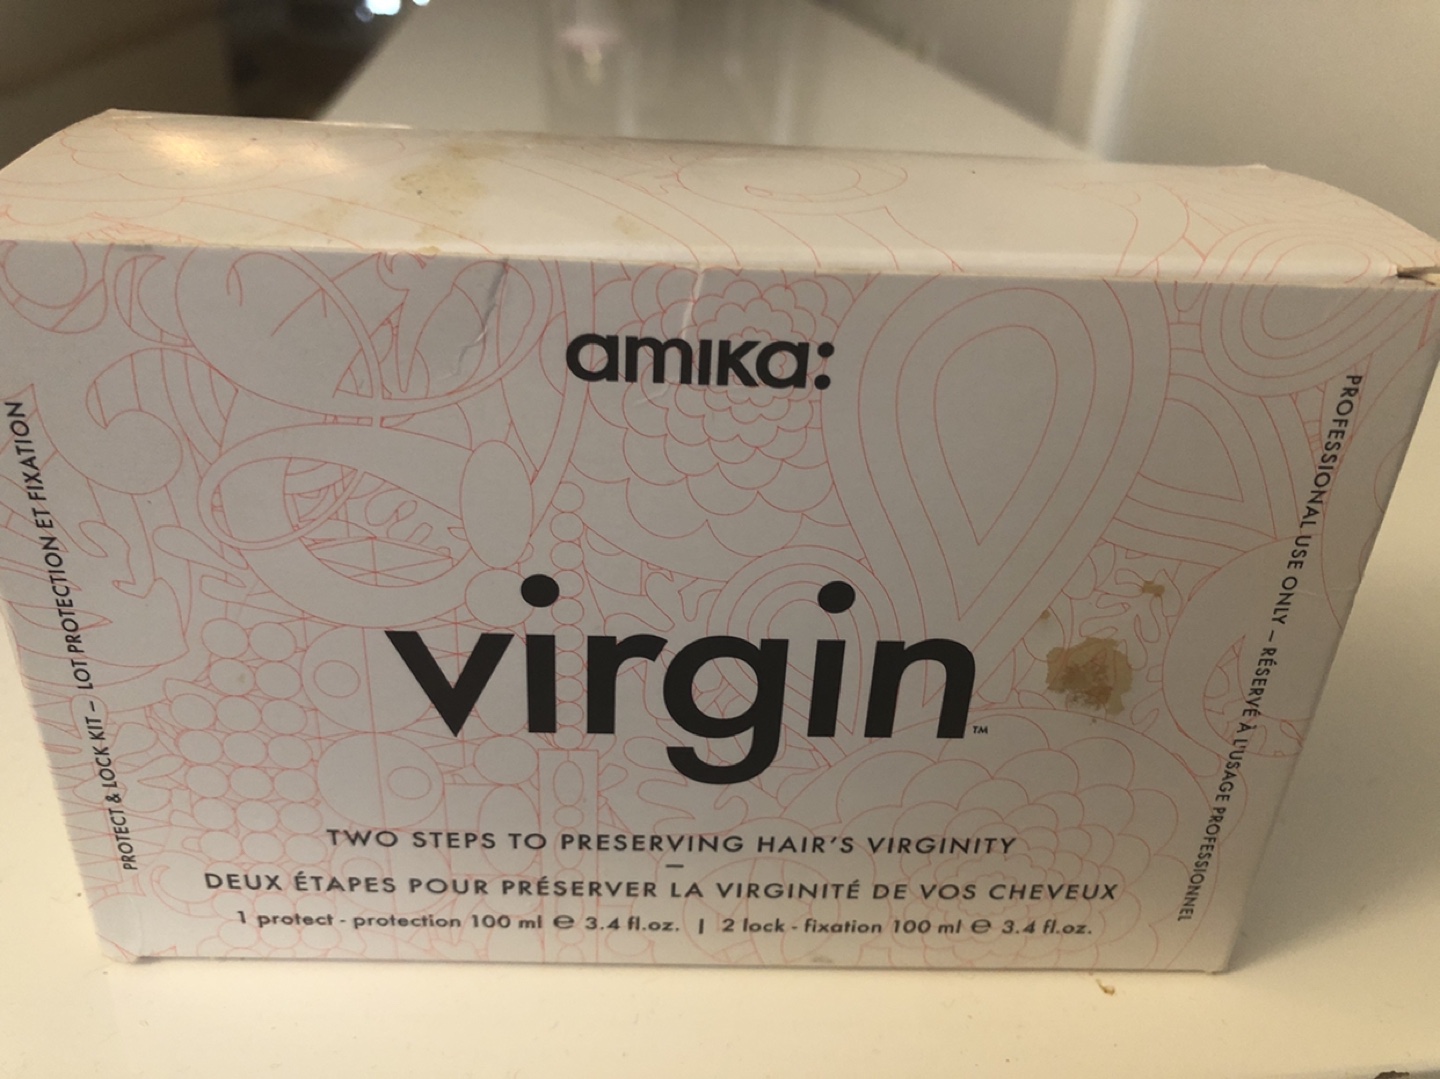 amika:
virgin™
TWO STEPS TO PRESERVING HAIR'S VIRGINITY
—
DEUX ÉTAPES POUR PRÉSERVER LA VIRGINITÉ DE VOS CHEVEUX
1 protect - protection 100 ml ℮ 3.4 fl.oz. | 2 lock - fixation 100 ml ℮ 3.4 fl.oz.
PROTECT & LOCK KIT – LOT PROTECTION ET FIXATION
PROFESSIONAL USE ONLY – RÉSERVÉ À L'USAGE PROFESSIONNEL